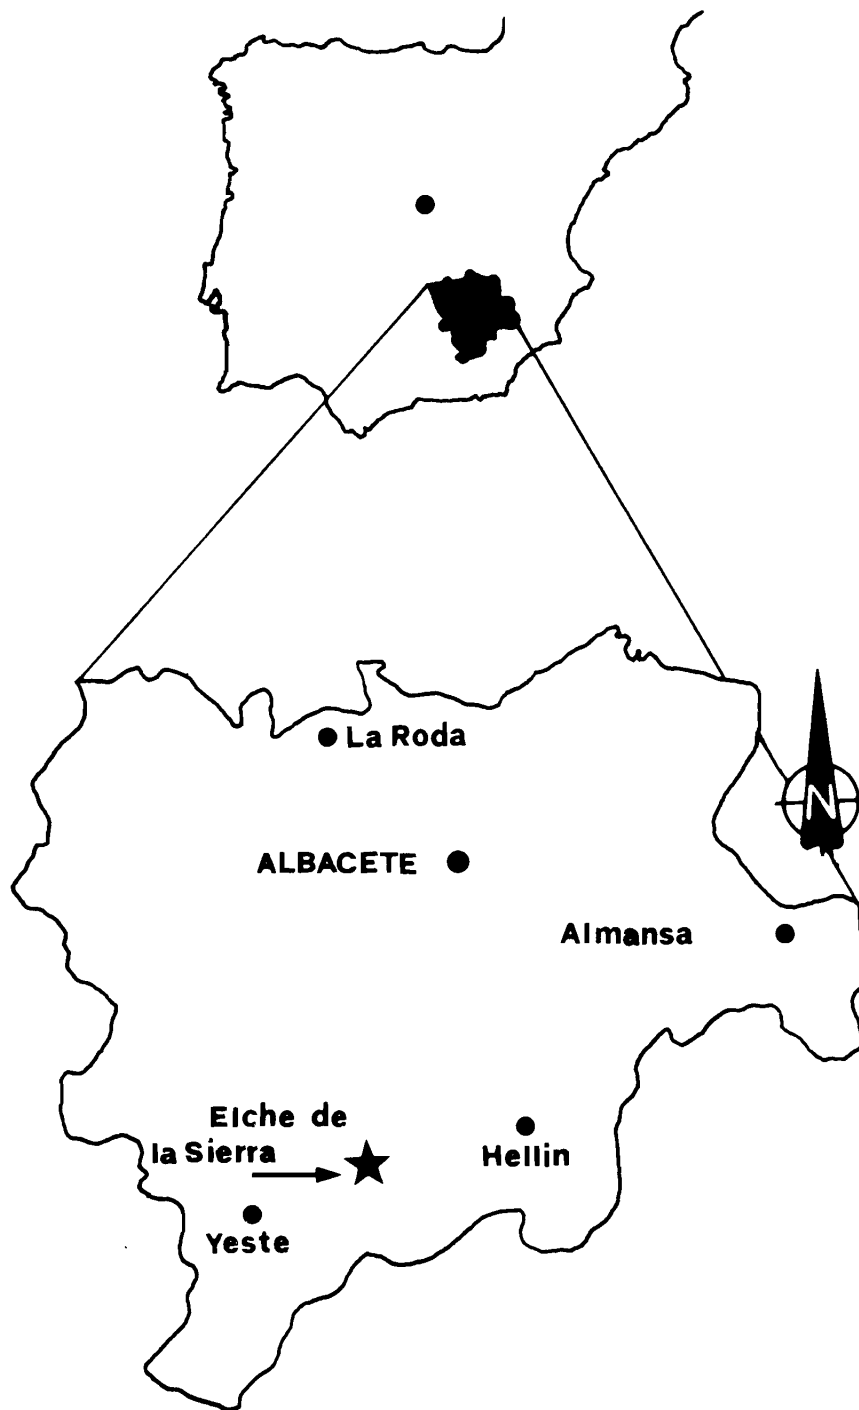 La Roda
ALBACETE
N
Almansa
Elche de
la Sierra
Hellin
Yeste